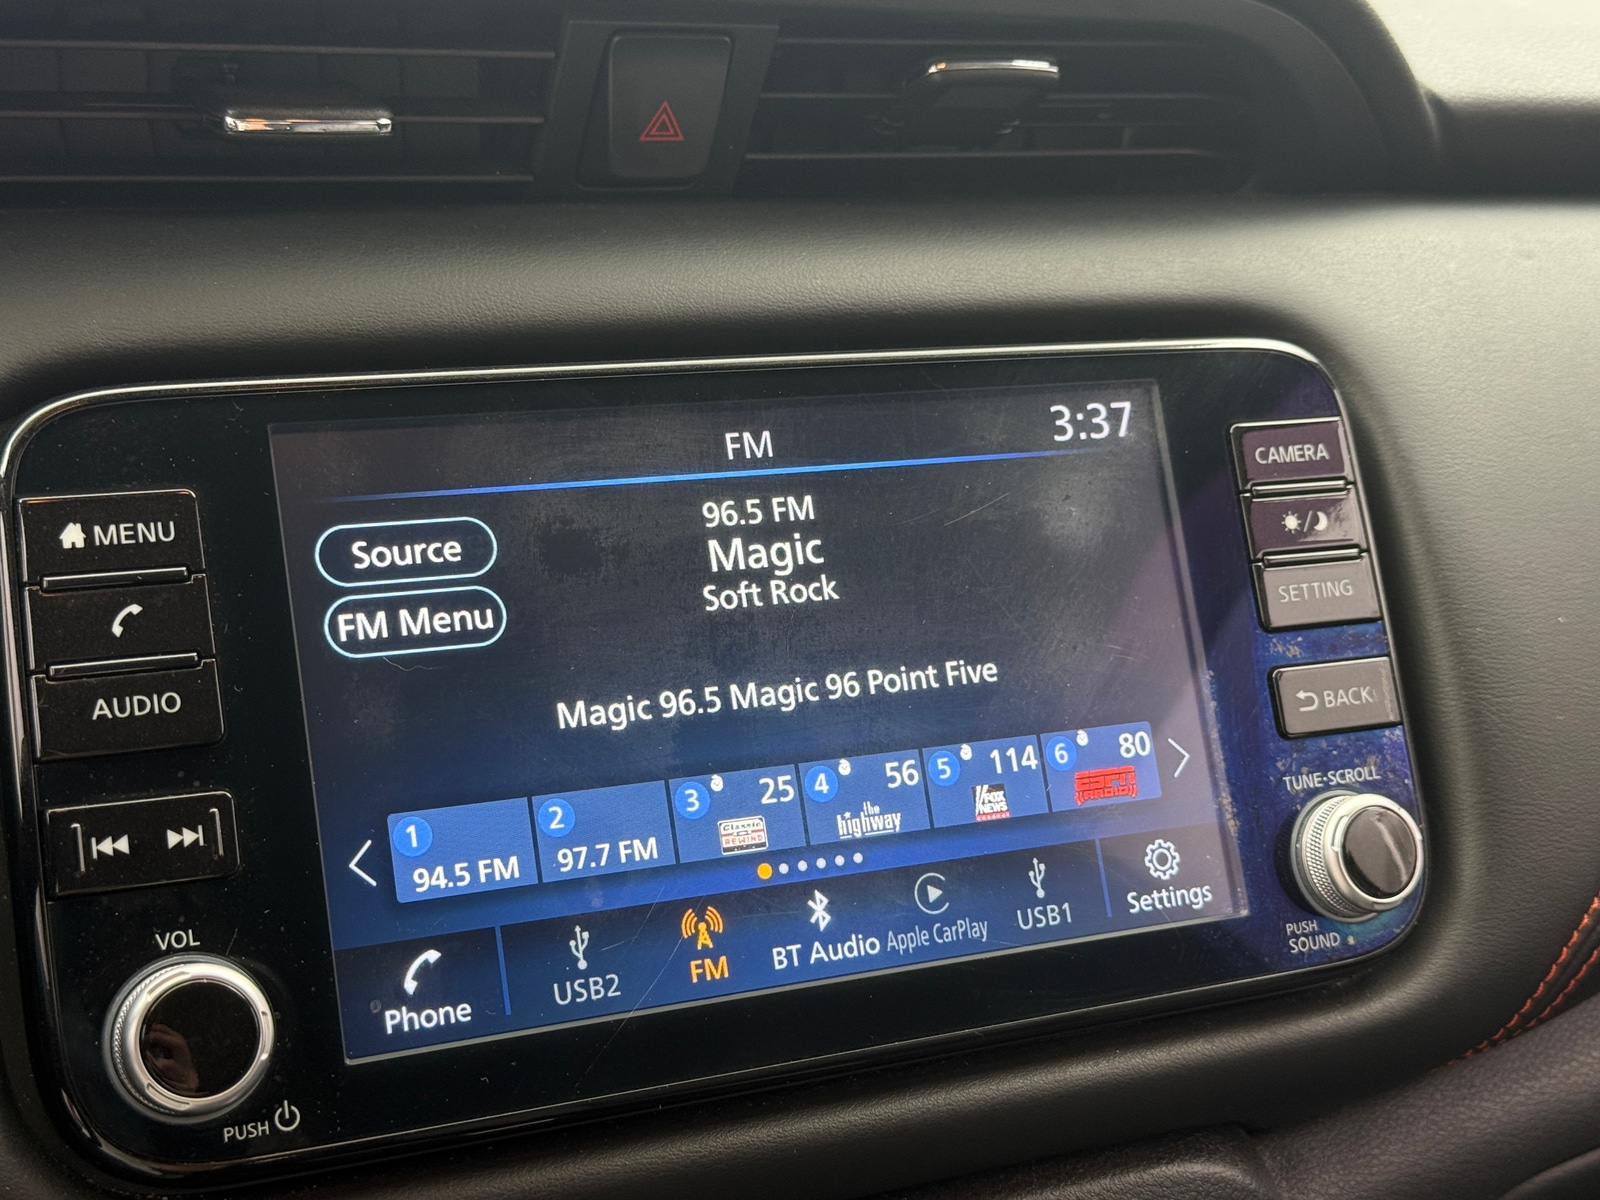 FM
3:37
Source
FM Menu
96.5 FM
Magic
Soft Rock
Magic 96.5 Magic 96 Point Five
1
94.5 FM
2
97.7 FM
3
25
Classic
REWIND
4
56
the
highway
5
114
FOX
NEWS
6
80
ESPN
RADIO
Phone
USB2
FM
BT Audio
Apple CarPlay
USB1
Settings
MENU
AUDIO
VOL
PUSH
CAMERA
SETTING
BACK
TUNE•SCROLL
PUSH
SOUND